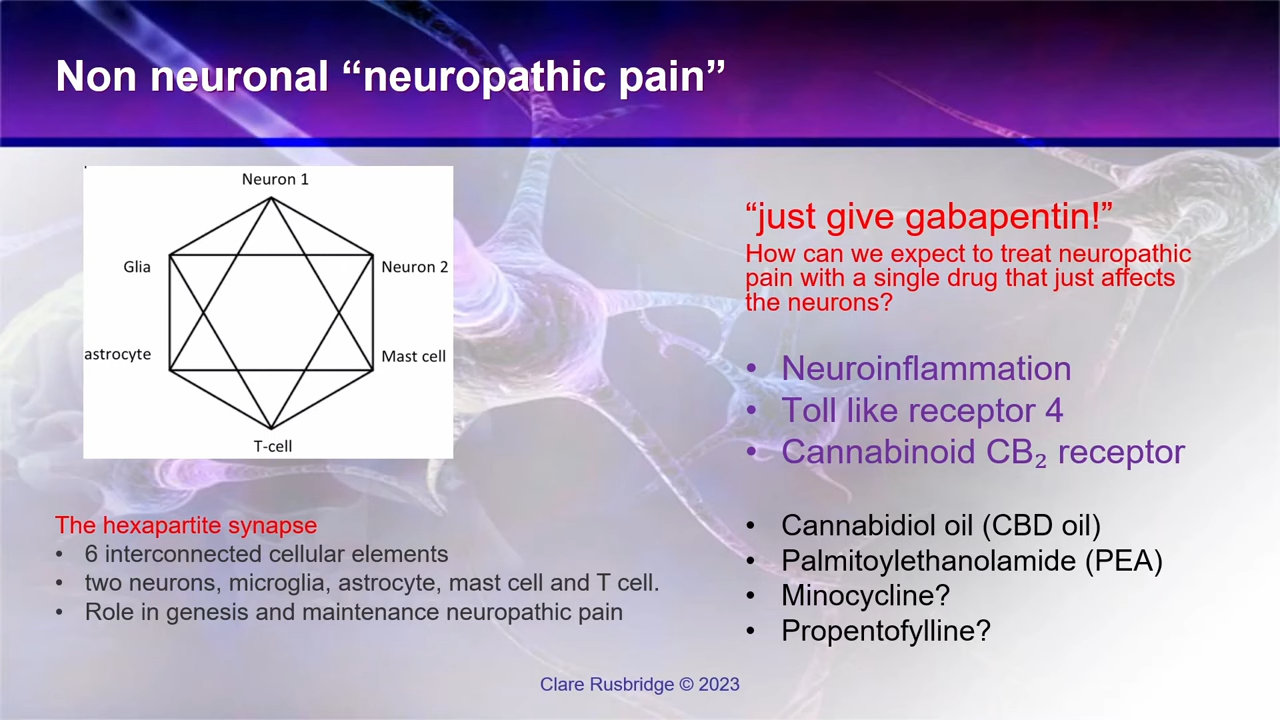 Non neuronal “neuropathic pain”
Neuron 1
Glia
Neuron 2
astrocyte
Mast cell
T-cell
The hexapartite synapse
• 6 interconnected cellular elements
• two neurons, microglia, astrocyte, mast cell and T cell.
• Role in genesis and maintenance neuropathic pain
“just give gabapentin!”
How can we expect to treat neuropathic
pain with a single drug that just affects
the neurons?
• Neuroinflammation
• Toll like receptor 4
• Cannabinoid CB₂ receptor
• Cannabidiol oil (CBD oil)
• Palmitoylethanolamide (PEA)
• Minocycline?
• Propentofylline?
Clare Rusbridge © 2023